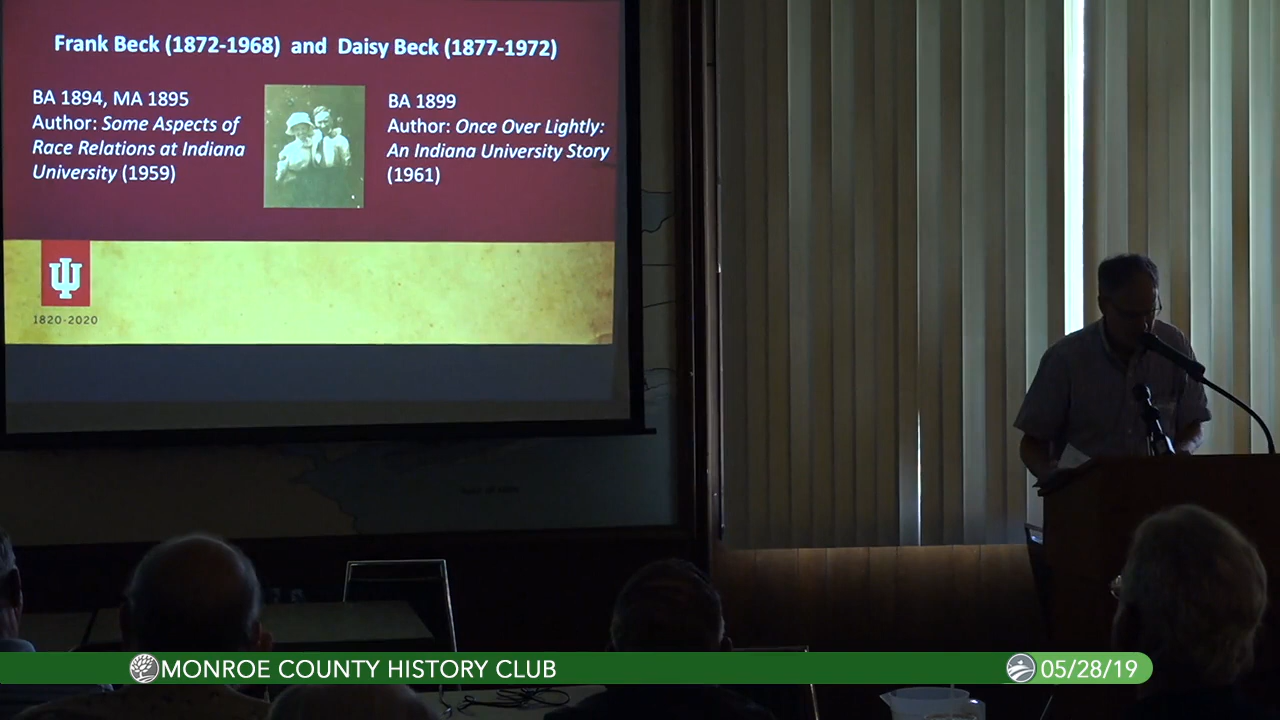 Frank Beck (1872-1968) and Daisy Beck (1877-1972)
BA 1894, MA 1895
Author: Some Aspects of
Race Relations at Indiana
University (1959)
BA 1899
Author: Once Over Lightly:
An Indiana University Story
(1961)
1820-2020
MONROE COUNTY HISTORY CLUB
05/28/19